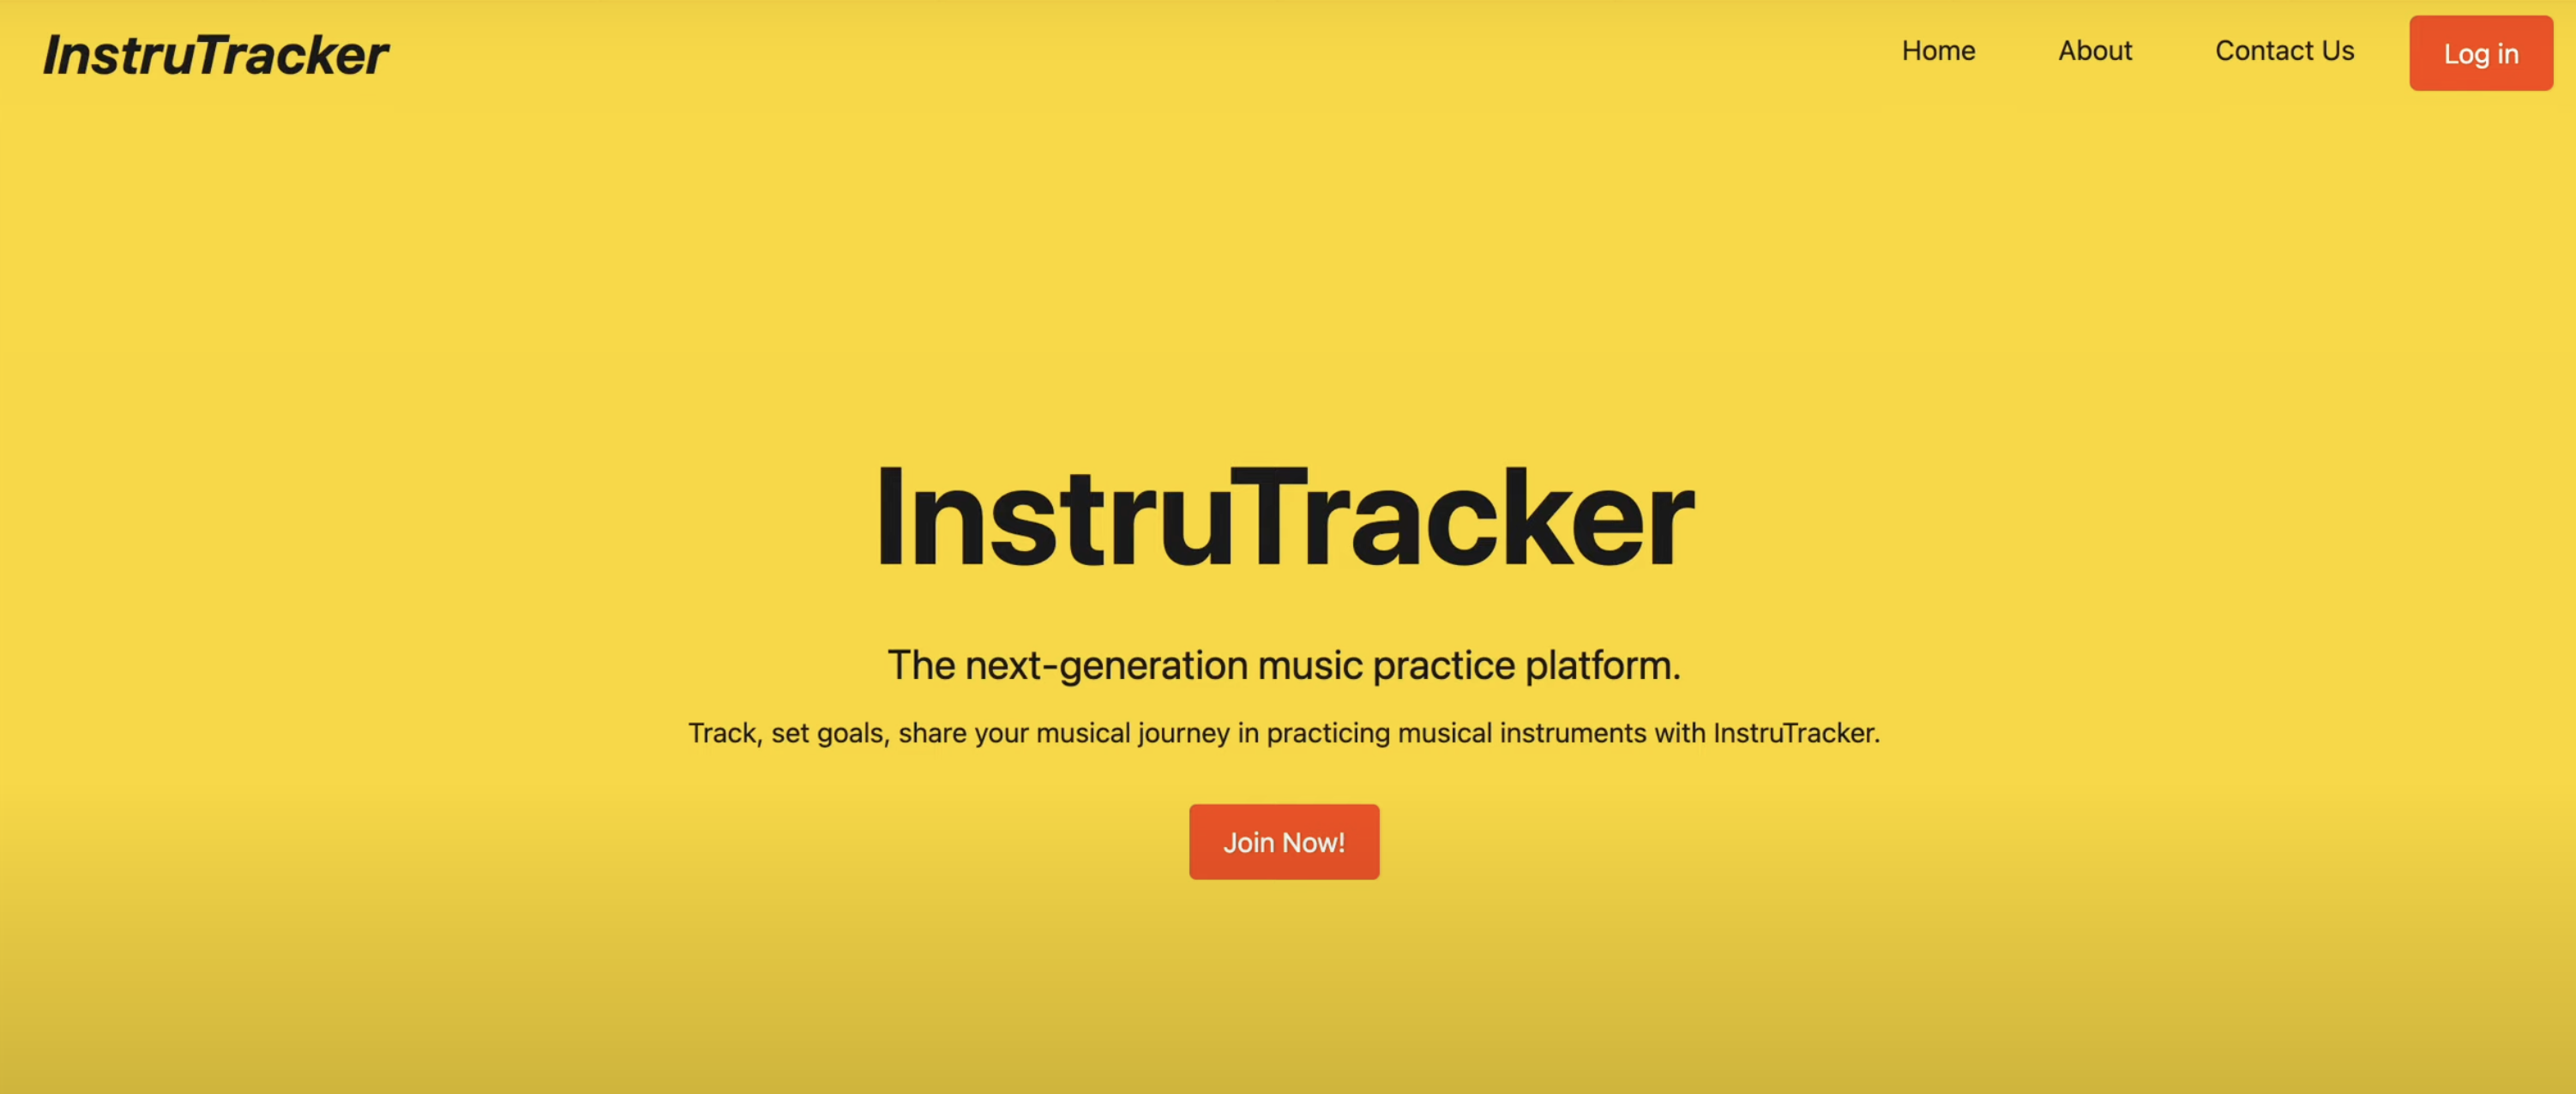 InstruTracker
Home
About
Contact Us
Log in
InstruTracker
The next-generation music practice platform.
Track, set goals, share your musical journey in practicing musical instruments with InstruTracker.
Join Now!